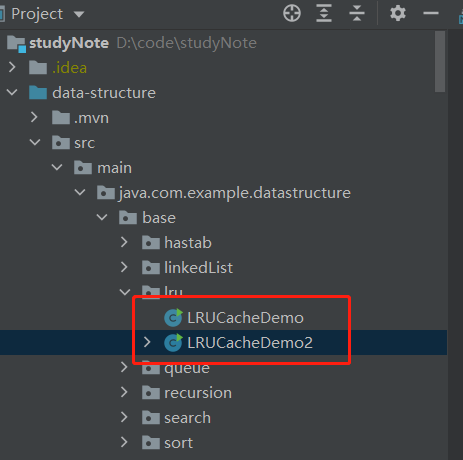 Project
studyNote D:\code\studyNote
.idea
data-structure
.mvn
src
main
java.com.example.datastructure
base
hastab
linkedList
lru
C LRUCacheDemo
C LRUCacheDemo2
queue
recursion
search
sort